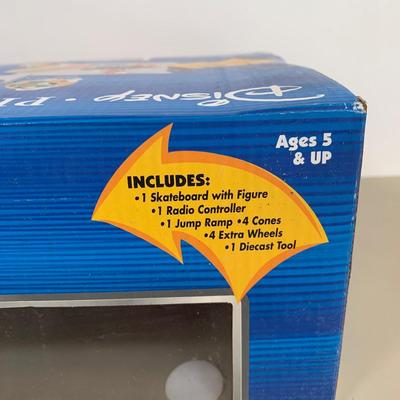 Disney
Ages 5
& UP
INCLUDES:
•1 Skateboard with Figure
•1 Radio Controller
•1 Jump Ramp •4 Cones
•4 Extra Wheels
•1 Diecast Tool